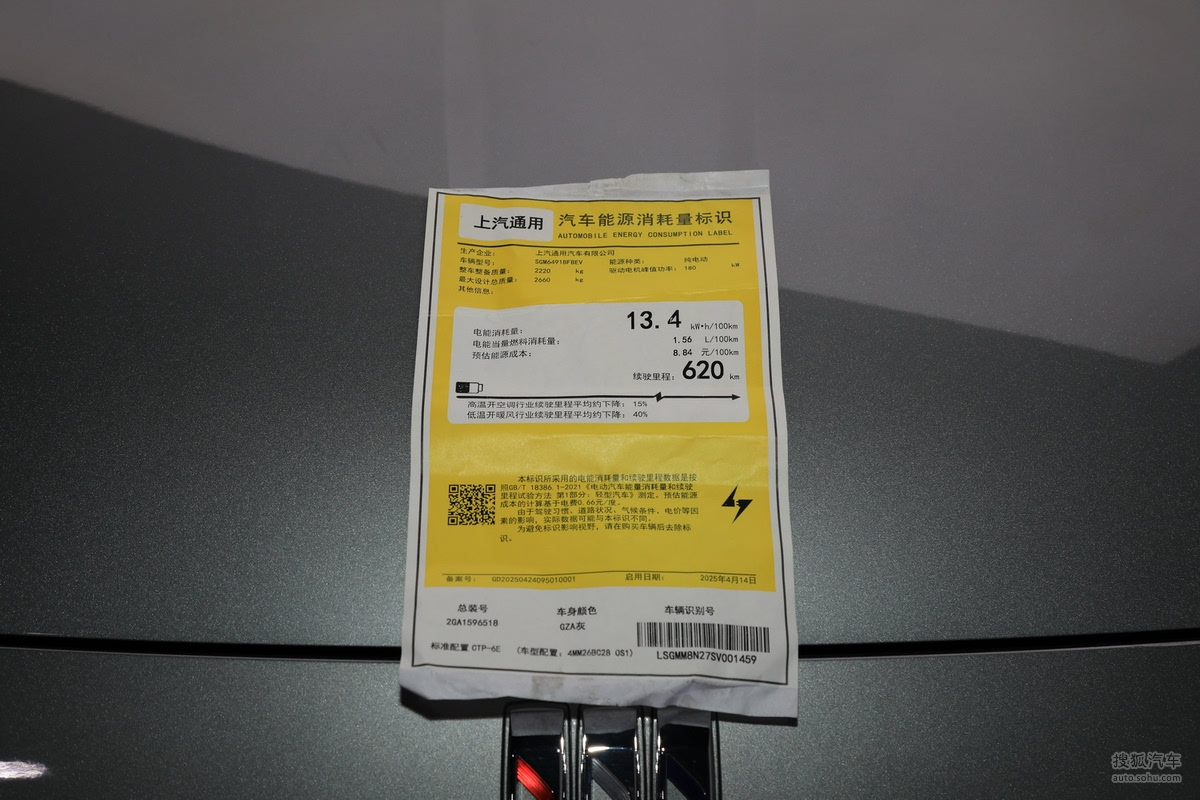 上汽通用 汽车能源消耗量标识
AUTOMOBILE ENERGY CONSUMPTION LABEL
生产企业: 上汽通用汽车有限公司
车辆型号: SGM6491BFBEV 能源种类: 纯电动
整车整备质量: 2220 kg 驱动电机峰值功率: 180 kW
最大设计总质量: 2660 kg
其他信息:
电能消耗量: 13.4 kW·h/100km
电能当量燃料消耗量: 1.56 L/100km
预估能源成本: 8.84 元/100km
续驶里程: 620 km
高温开空调行业续驶里程平均约下降: 15%
低温开暖风行业续驶里程平均约下降: 40%
本标识所采用的电能消耗量和续驶里程数据是按
照GB/T 18386.1-2021《电动汽车能量消耗量和续驶
里程试验方法 第1部分: 轻型汽车》测定。预估能源
成本的计算基于电费0.66元/度。
由于驾驶习惯、道路状况、气候条件、电价等因
素的影响, 实际数据可能与本标识不同。
为避免标识影响视野, 请在购买车辆后去除标
识。
备案号: GD20250424095010001 启用日期: 2025年4月14日
总装号 车身颜色 车辆识别号
2GA1596518 GZA灰
LSGMM8N27SV001459
标准配置 CTP-6E (车型配置: 4MM26BC28 0S1)
搜狐汽车
auto.sohu.com